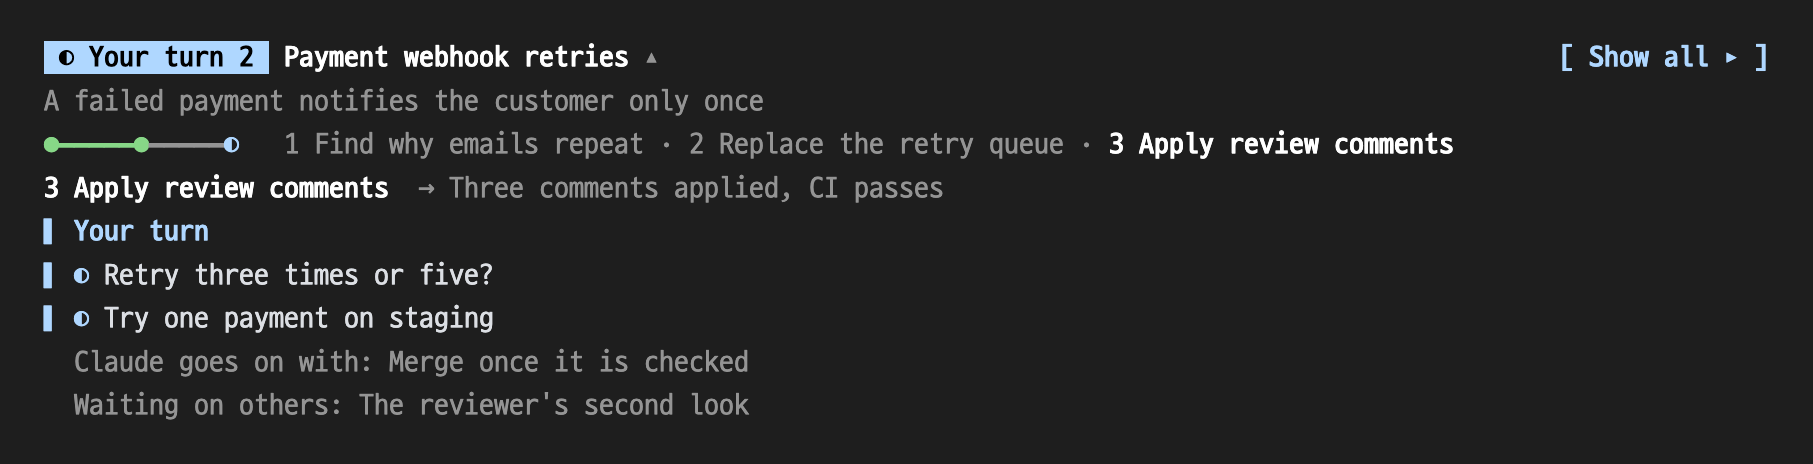 ◐ Your turn 2 Payment webhook retries ▲ [ Show all ▸ ]
A failed payment notifies the customer only once
1 Find why emails repeat · 2 Replace the retry queue · 3 Apply review comments
3 Apply review comments → Three comments applied, CI passes
Your turn
◐ Retry three times or five?
◐ Try one payment on staging
Claude goes on with: Merge once it is checked
Waiting on others: The reviewer's second look